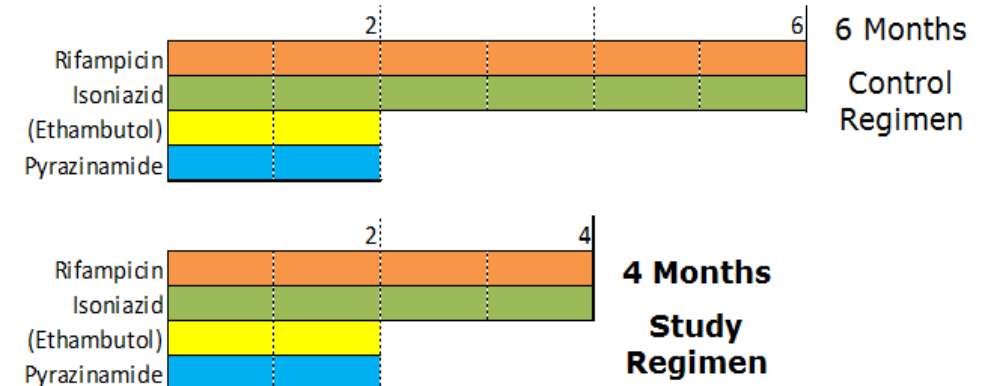 2 6 6 Months
Rifampicin
Isoniazid Control
(Ethambutol) Regimen
Pyrazinamide
2 4
Rifampicin 4 Months
Isoniazid
(Ethambutol) Study
Pyrazinamide Regimen